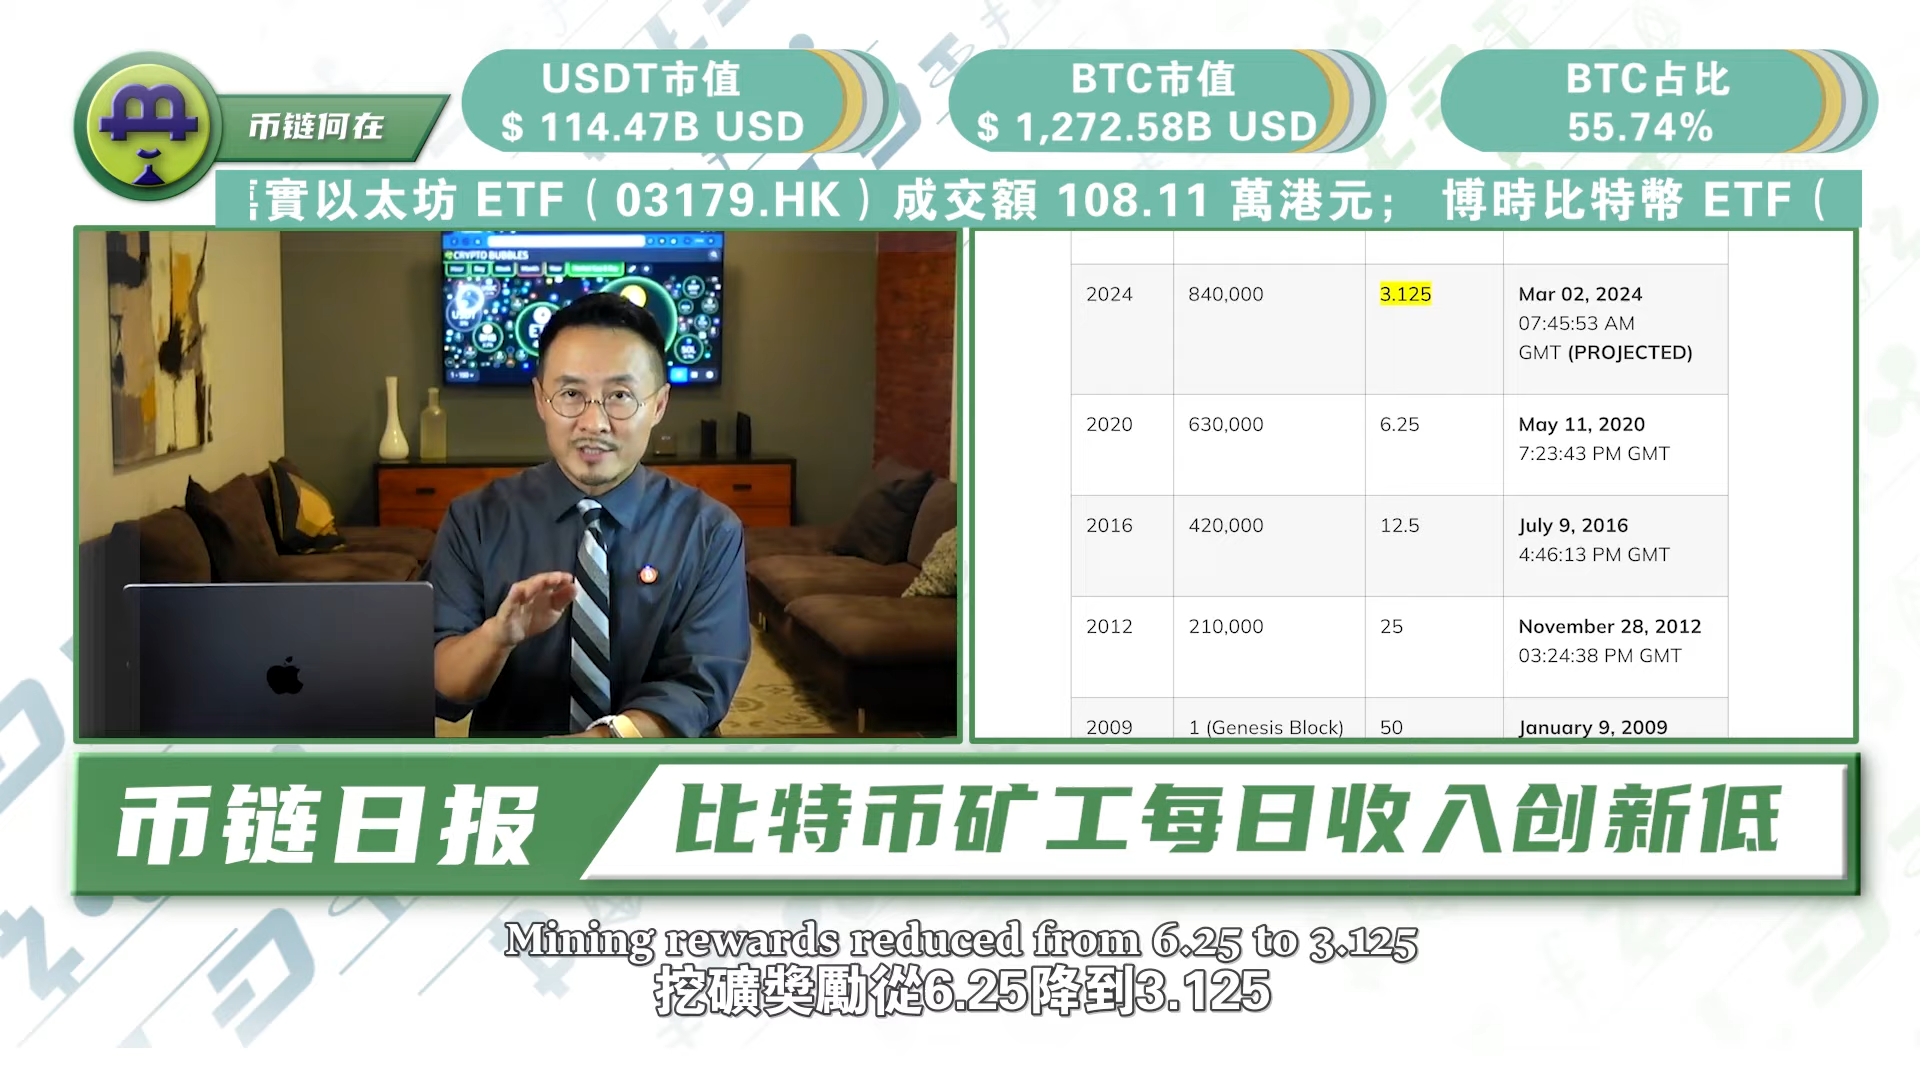 币链何在
USDT市值
$ 114.47B USD
BTC市值
$ 1,272.58B USD
BTC占比
55.74%
實以太坊 ETF（03179.HK）成交額 108.11 萬港元； 博時比特幣 ETF（
CRYPTO BUBBLES
2024 840,000 3.125 Mar 02, 2024
07:45:53 AM
GMT (PROJECTED)
2020 630,000 6.25 May 11, 2020
7:23:43 PM GMT
2016 420,000 12.5 July 9, 2016
4:46:13 PM GMT
2012 210,000 25 November 28, 2012
03:24:38 PM GMT
2009 1 (Genesis Block) 50 January 9, 2009
币链日报
比特币矿工每日收入创新低
Mining rewards reduced from 6.25 to 3.125
挖礦獎勵從6.25降到3.125